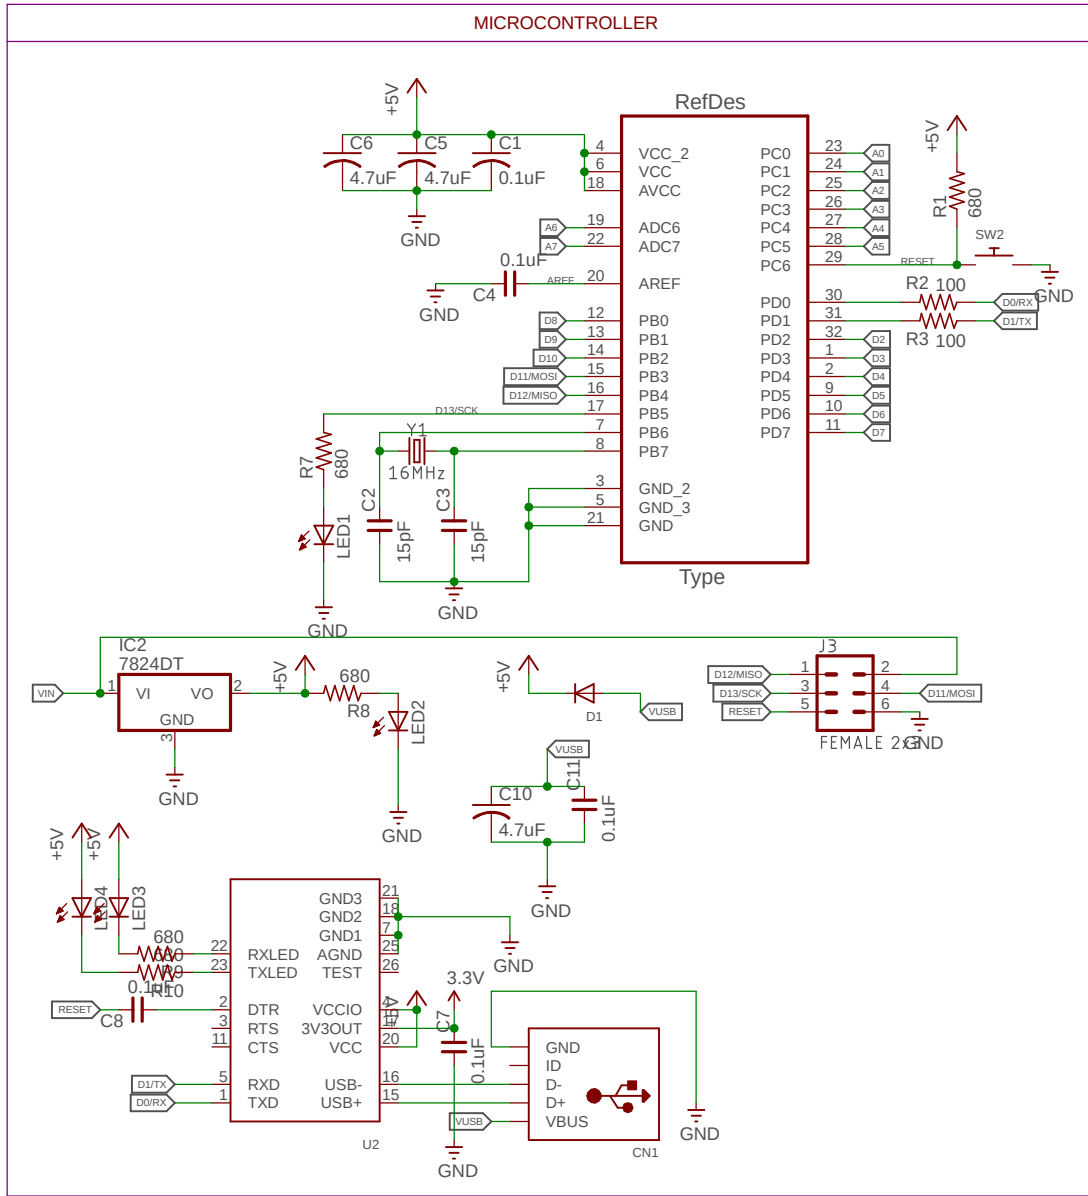 MICROCONTROLLER
+5V
C6
4.7uF
C5
4.7uF
C1
0.1uF
GND
RefDes
4 VCC_2
6 VCC
18 AVCC
A6 19 ADC6
A7 22 ADC7
0.1uF
C4
GND
AREF 20 AREF
D8 12 PB0
D9 13 PB1
D10 14 PB2
D11/MOSI 15 PB3
D12/MISO 16 PB4
D13/SCK 17 PB5
7 PB6
8 PB7
3 GND_2
5 GND_3
21 GND
PC0 23 A0
PC1 24 A1
PC2 25 A2
PC3 26 A3
PC4 27 A4
PC5 28 A5
PC6 29 RESET
PD0 30 R2 100 D0/RX
PD1 31 R3 100 D1/TX
PD2 32 D2
PD3 1 D3
PD4 2 D4
PD5 9 D5
PD6 10 D6
PD7 11 D7
Type
+5V
R1
680
SW2
GND
R7
680
LED1
GND
Y1
16MHz
C2
15pF
C3
15pF
GND
IC2
7824DT
VIN 1 VI VO 2
GND
3
GND
+5V
680
R8
LED2
GND
+5V
D1
VUSB
J3
D12/MISO 1 2
D13/SCK 3 4 D11/MOSI
RESET 5 6
GND
FEMALE 2x3
VUSB
C10
4.7uF
C11
0.1uF
GND
+5V
+5V
LED4
LED3
680
680
R9
R10
0.1uF
RESET
C8
22 RXLED
23 TXLED
2 DTR
3 RTS
11 CTS
D1/TX 5 RXD
D0/RX 1 TXD
GND3 21
GND2 18
GND1 7
AGND 25
TEST 26
VCCIO 4
3V3OUT 17
VCC 20
USB- 16
USB+ 15
U2
GND
+5V
3.3V
C7
0.1uF
GND
VUSB
GND
ID
D-
D+
VBUS
CN1
GND